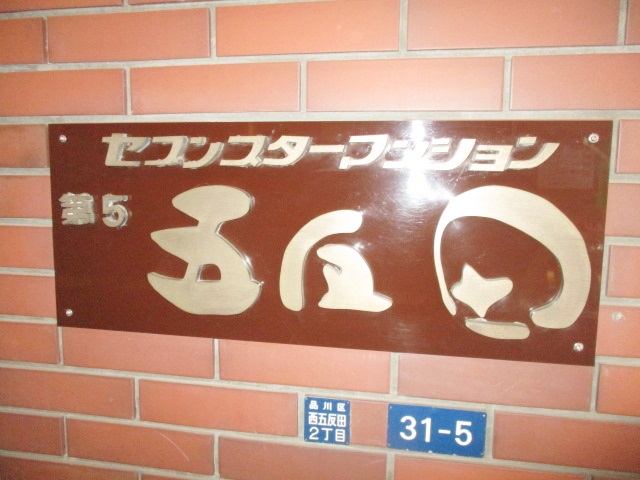 セブンスターマンション
第5
五反田
品川区
西五反田
2丁目
31-5